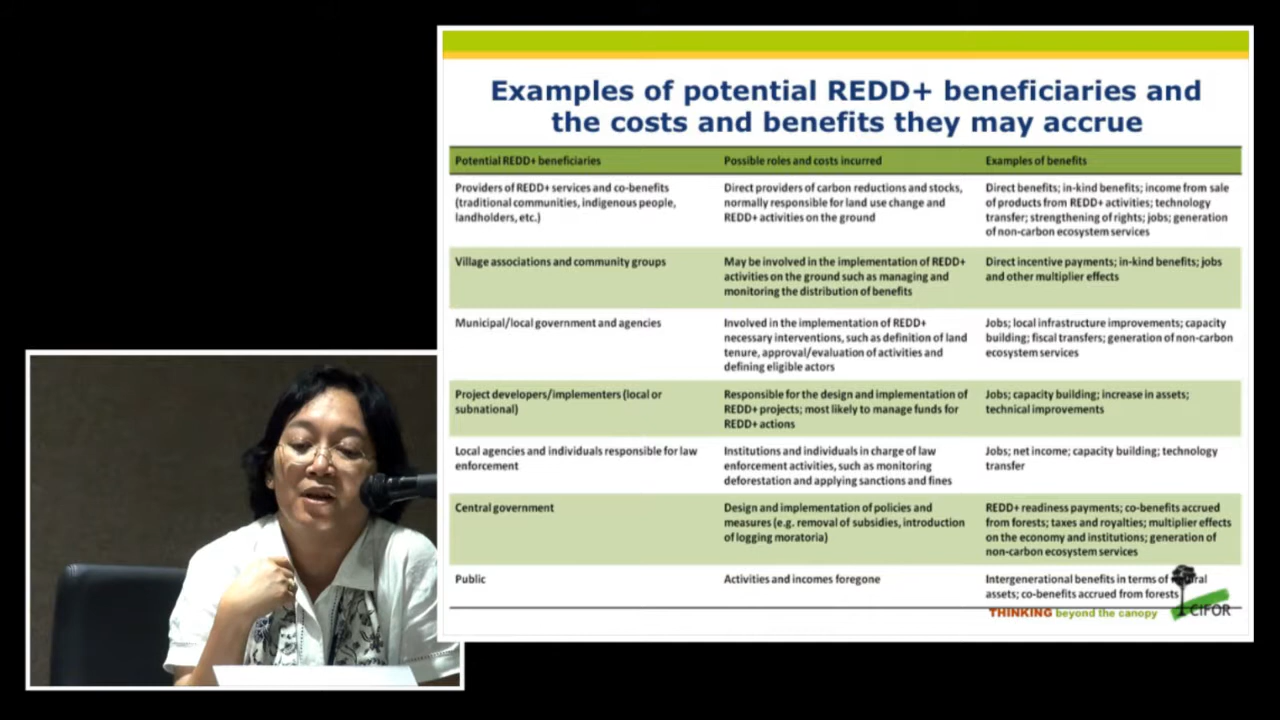 Examples of potential REDD+ beneficiaries and
the costs and benefits they may accrue
Potential REDD+ beneficiaries
Possible roles and costs incurred
Examples of benefits
Providers of REDD+ services and co-benefits
(traditional communities, indigenous people,
landholders, etc.)
Direct providers of carbon reductions and stocks,
normally responsible for land use change and
REDD+ activities on the ground
Direct benefits; in-kind benefits; income from sale
of products from REDD+ activities; technology
transfer; strengthening of rights; jobs; generation
of non-carbon ecosystem services
Village associations and community groups
May be involved in the implementation of REDD+
activities on the ground such as managing and
monitoring the distribution of benefits
Direct incentive payments; in-kind benefits; jobs
and other multiplier effects
Municipal/local government and agencies
Involved in the implementation of REDD+
necessary interventions, such as definition of land
tenure, approval/evaluation of activities and
defining eligible actors
Jobs; local infrastructure improvements; capacity
building; fiscal transfers; generation of non-carbon
ecosystem services
Project developers/implementers (local or
subnational)
Responsible for the design and implementation of
REDD+ projects; most likely to manage funds for
REDD+ actions
Jobs; capacity building; increase in assets;
technical improvements
Local agencies and individuals responsible for law
enforcement
Institutions and individuals in charge of law
enforcement activities, such as monitoring
deforestation and applying sanctions and fines
Jobs; net income; capacity building; technology
transfer
Central government
Design and implementation of policies and
measures (e.g. removal of subsidies, introduction
of logging moratoria)
REDD+ readiness payments; co-benefits accrued
from forests; taxes and royalties; multiplier effects
on the economy and institutions; generation of
non-carbon ecosystem services
Public
Activities and incomes foregone
Intergenerational benefits in terms of natural
assets; co-benefits accrued from forests
THINKING beyond the canopy
CIFOR